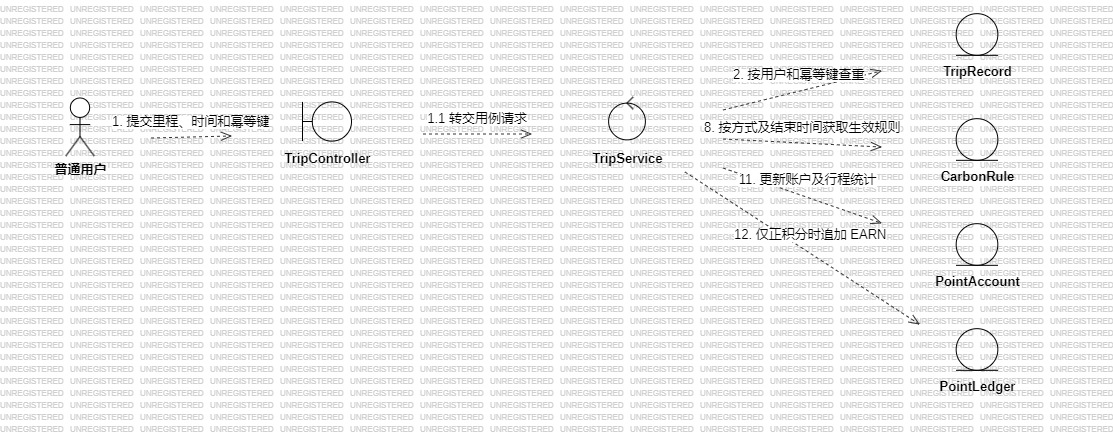 TripRecord
2. 按用户和幂等键查重
1. 提交里程、时间和幂等键
1.1 转交用例请求
8. 按方式及结束时间获取生效规则
普通用户
TripController
TripService
CarbonRule
11. 更新账户及行程统计
12. 仅正积分时追加 EARN
PointAccount
PointLedger
UNREGISTERED